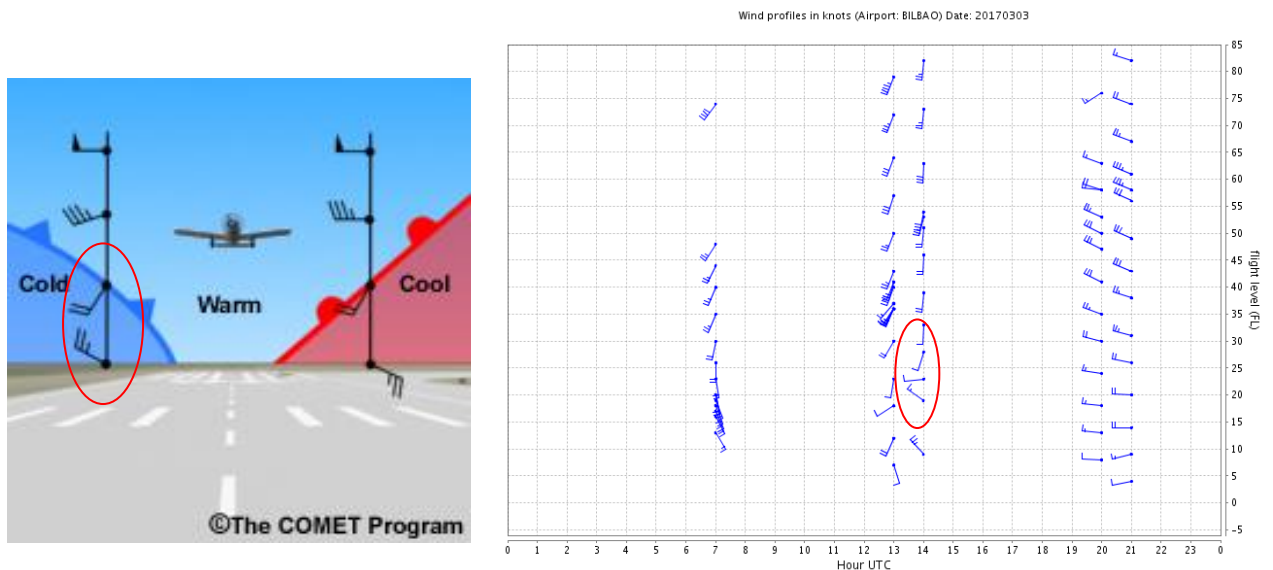 Cold
Warm
Cool
©The COMET Program
Wind profiles in knots (Airport: BILBAO) Date: 20170303
85
80
75
70
65
60
55
50
45
40
35
30
25
20
15
10
5
0
−5
flight level (FL)
0 1 2 3 4 5 6 7 8 9 10 11 12 13 14 15 16 17 18 19 20 21 22 23 0
Hour UTC